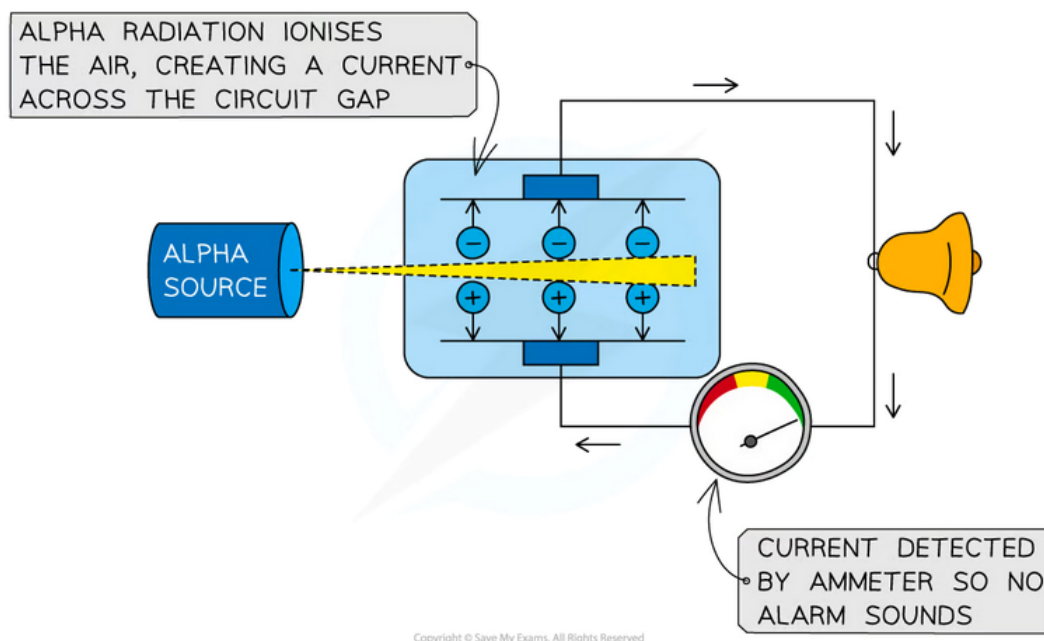 ALPHA RADIATION IONISES
THE AIR, CREATING A CURRENT
ACROSS THE CIRCUIT GAP
ALPHA
SOURCE
− − −
+ + +
CURRENT DETECTED
BY AMMETER SO NO
ALARM SOUNDS
Copyright © Save My Exams. All Rights Reserved